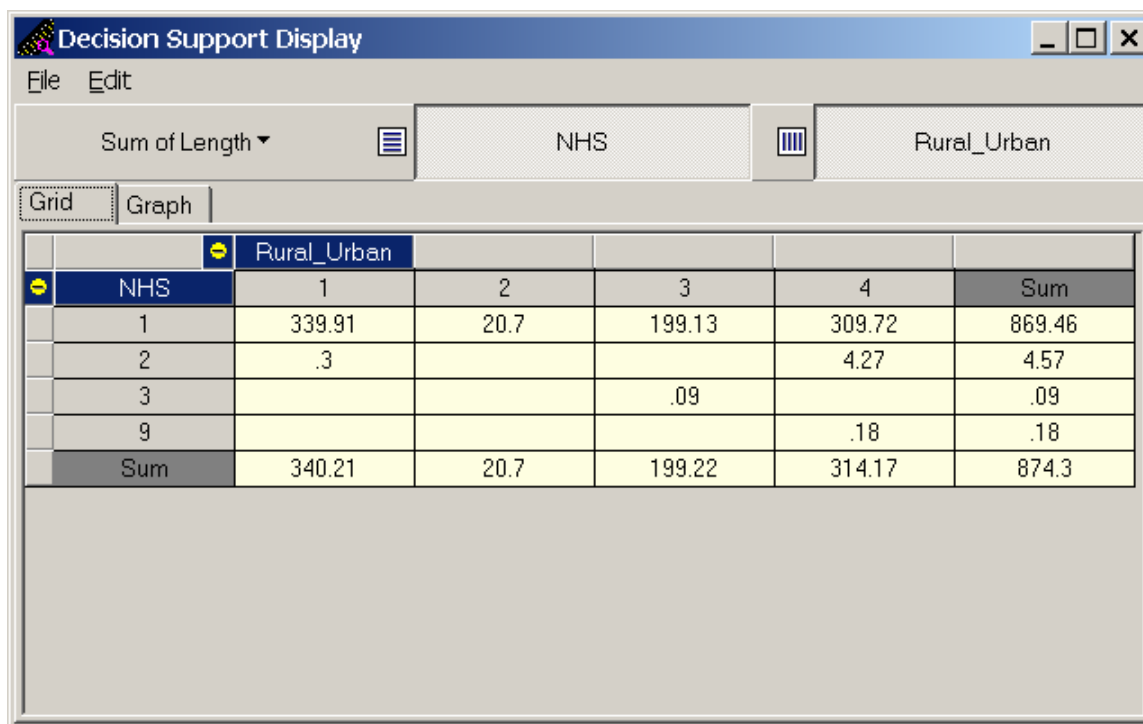 Decision Support Display
File Edit
Sum of Length NHS Rural_Urban
Grid Graph
Rural_Urban
NHS 1 2 3 4 Sum
1 339.91 20.7 199.13 309.72 869.46
2 .3 4.27 4.57
3 .09 .09
9 .18 .18
Sum 340.21 20.7 199.22 314.17 874.3